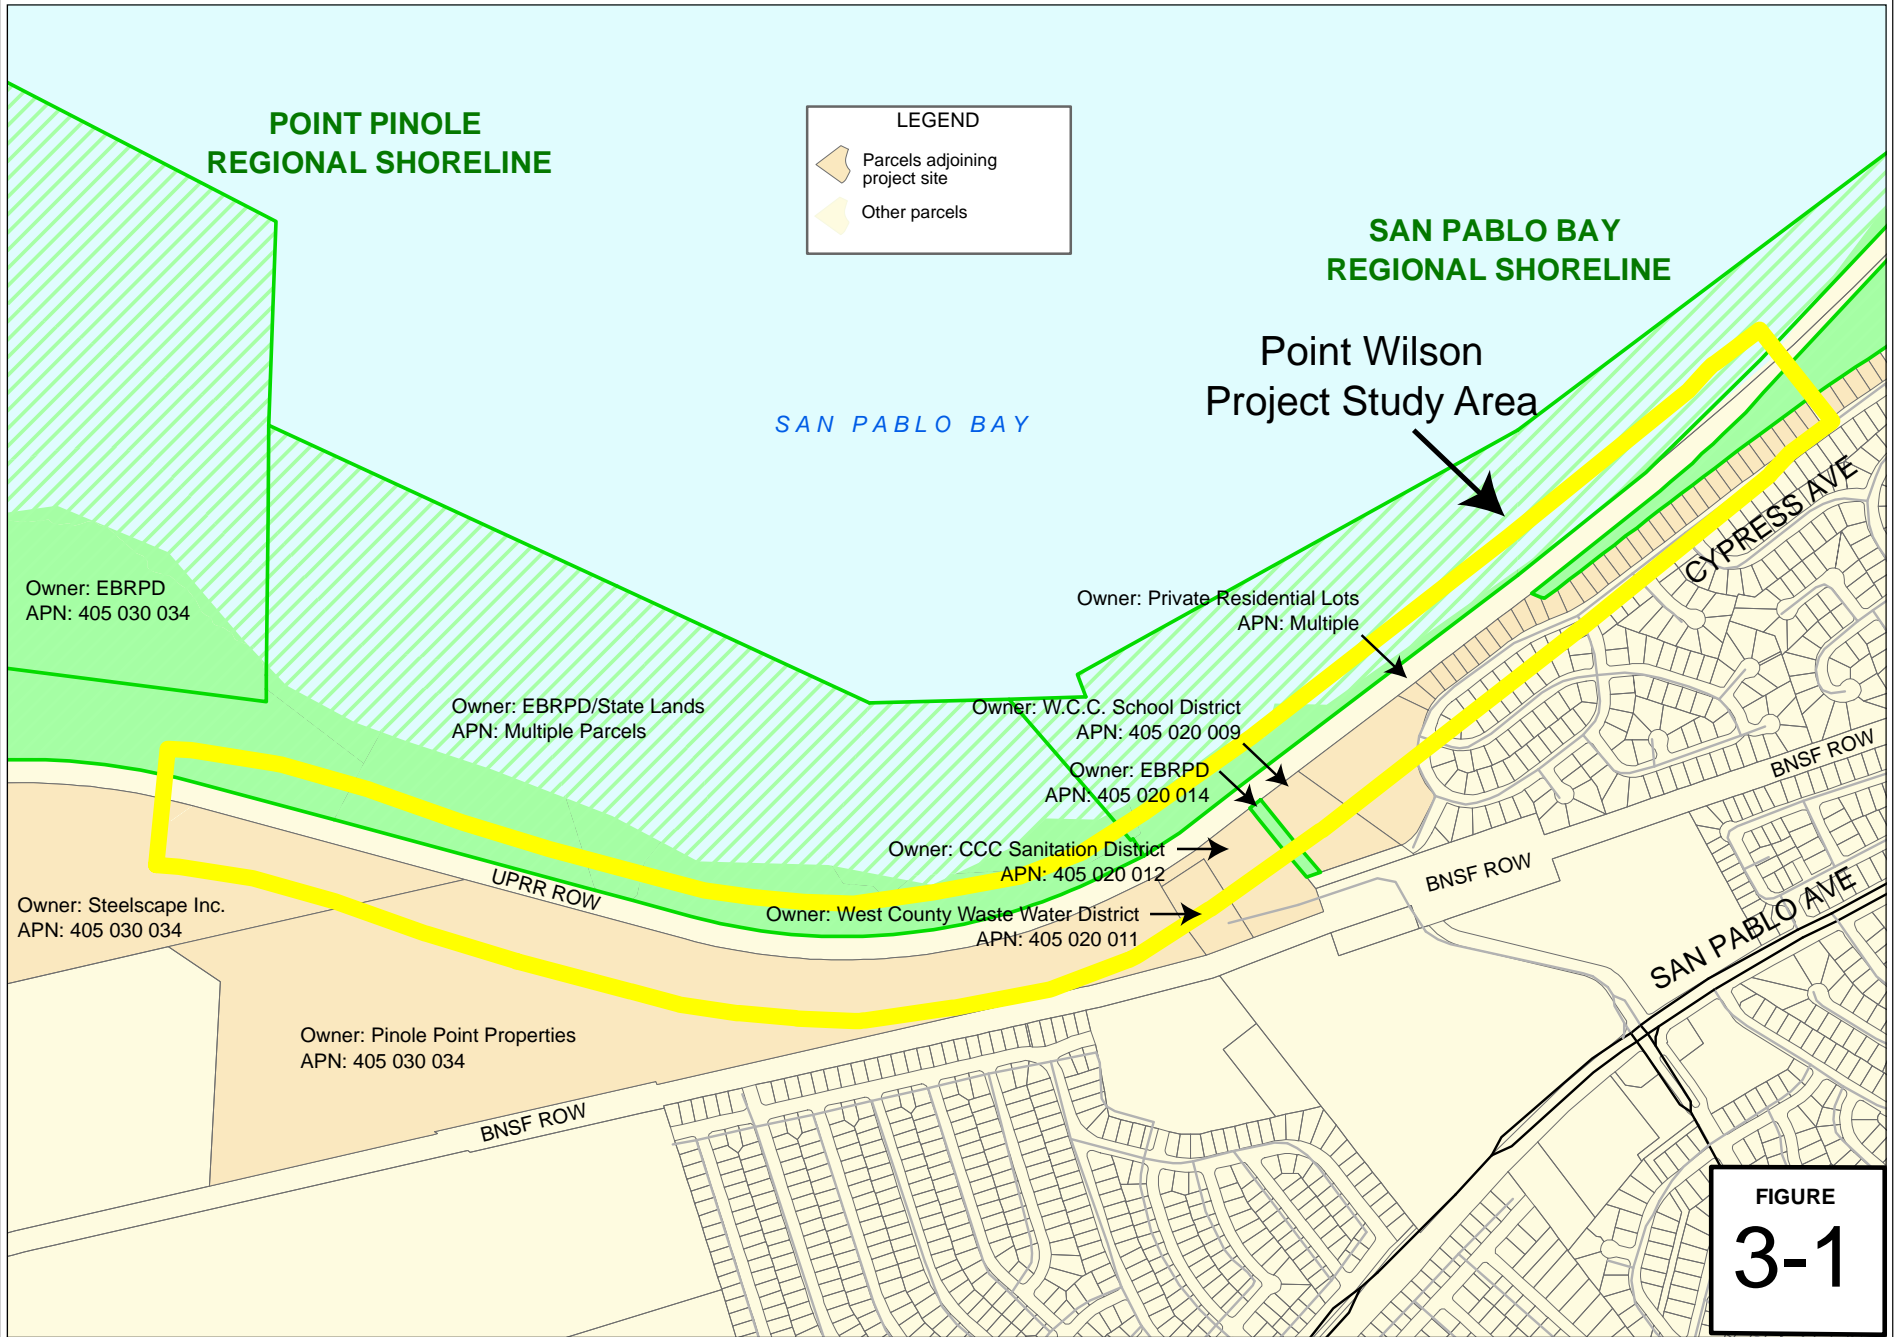 POINT PINOLE
REGIONAL SHORELINE
LEGEND
Parcels adjoining
project site
Other parcels
SAN PABLO BAY
REGIONAL SHORELINE
Point Wilson
Project Study Area
SAN PABLO BAY
CYPRESS AVE
Owner: EBRPD
APN: 405 030 034
Owner: Private Residential Lots
APN: Multiple
Owner: EBRPD/State Lands
APN: Multiple Parcels
Owner: W.C.C. School District
APN: 405 020 009
BNSF ROW
Owner: EBRPD
APN: 405 020 014
Owner: CCC Sanitation District
APN: 405 020 012
BNSF ROW
UPRR ROW
SAN PABLO AVE
Owner: Steelscape Inc.
APN: 405 030 034
Owner: West County Waste Water District
APN: 405 020 011
Owner: Pinole Point Properties
APN: 405 030 034
BNSF ROW
FIGURE
3-1